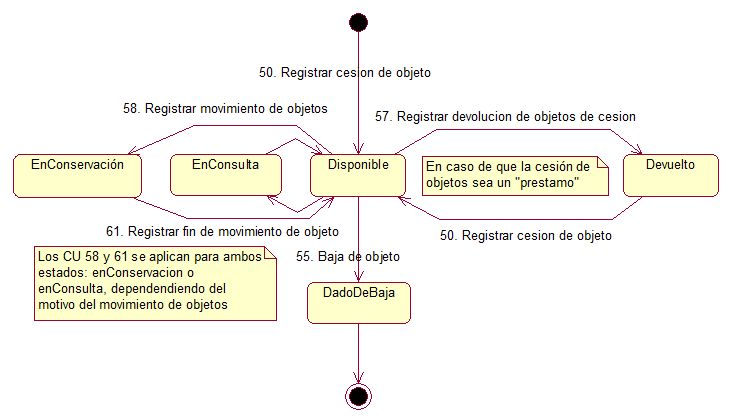 50. Registrar cesion de objeto
58. Registrar movimiento de objetos
57. Registrar devolucion de objetos de cesion
EnConservación
EnConsulta
Disponible
En caso de que la cesión de
objetos sea un "prestamo"
Devuelto
61. Registrar fin de movimiento de objeto
50. Registrar cesion de objeto
Los CU 58 y 61 se aplican para ambos
estados: enConservacion o
enConsulta, dependendiendo del
motivo del movimiento de objetos
55. Baja de objeto
DadoDeBaja